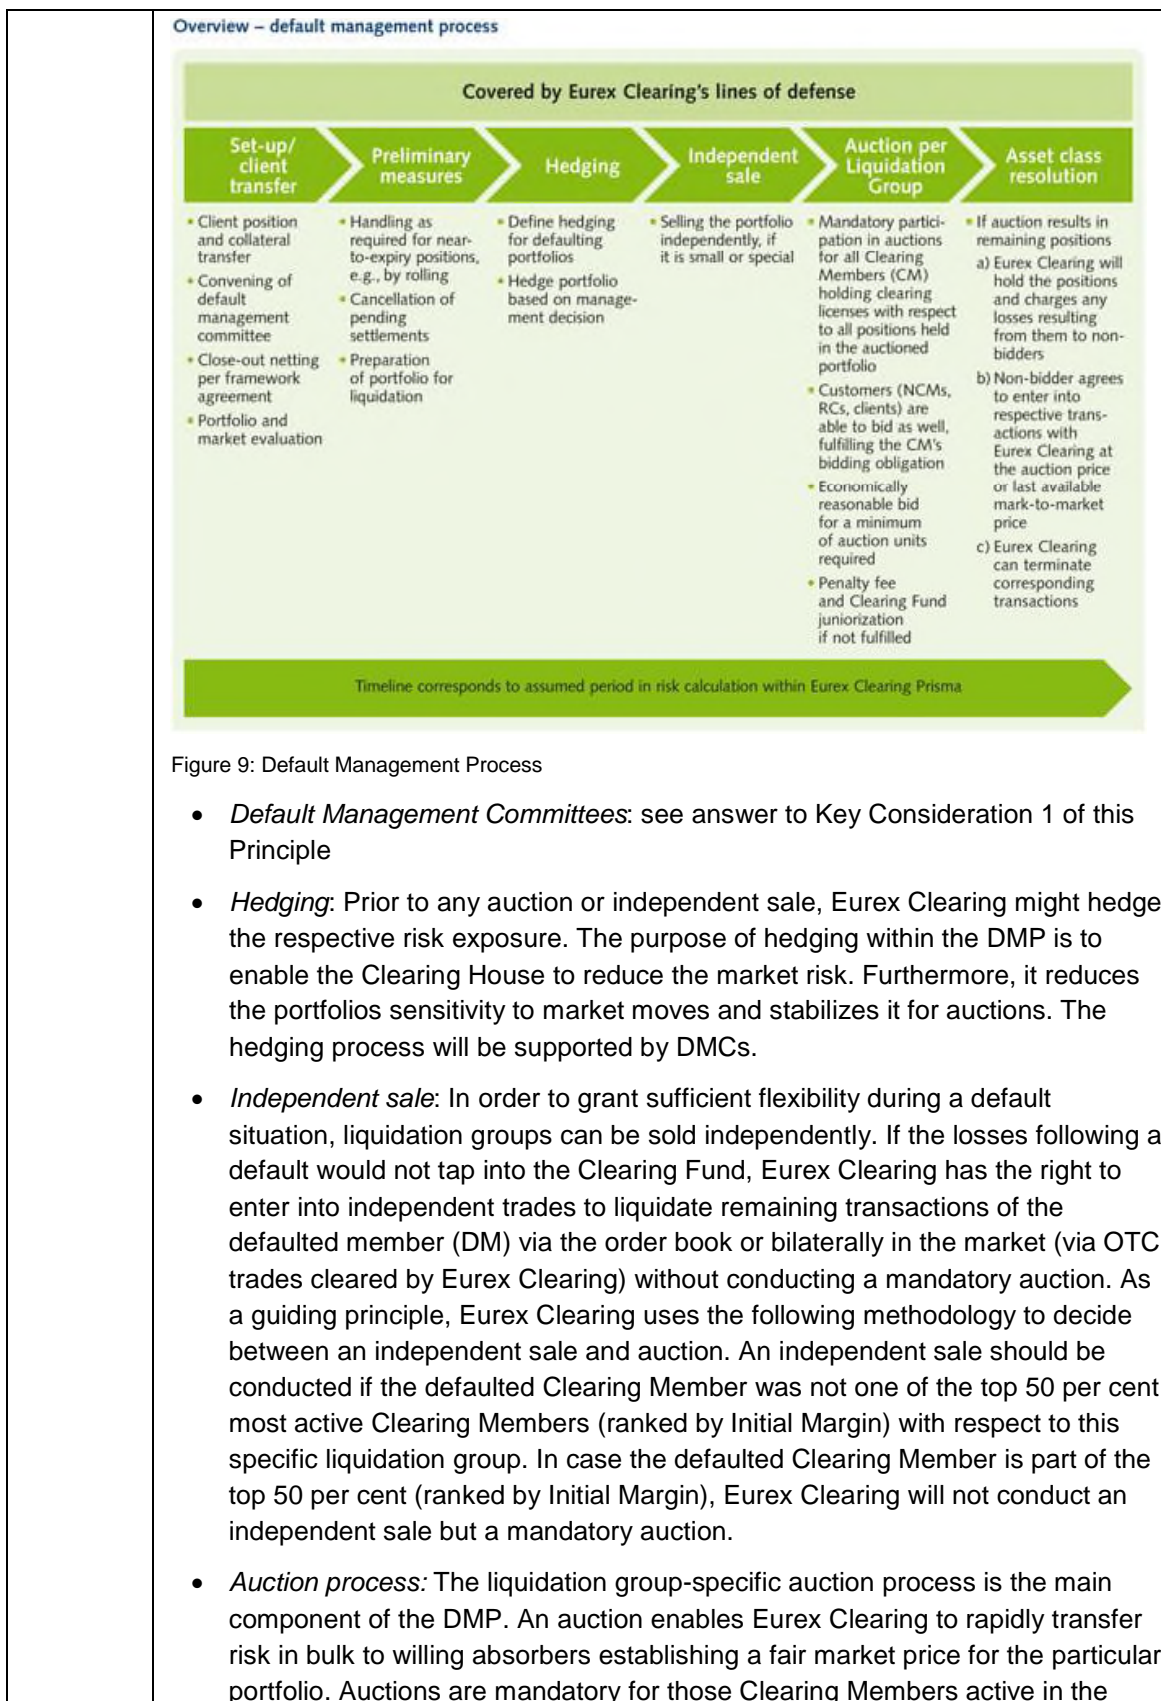 Overview – default management process
Covered by Eurex Clearing's lines of defense
Set-up/
client
transfer
Preliminary
measures
Hedging
Independent
sale
Auction per
Liquidation
Group
Asset class
resolution
• Client position
and collateral
transfer
• Convening of
default
management
committee
• Close-out netting
per framework
agreement
• Portfolio and
market evaluation
• Handling as
required for near-
to-expiry positions,
e.g., by rolling
• Cancellation of
pending
settlements
• Preparation
of portfolio for
liquidation
• Define hedging
for defaulting
portfolios
• Hedge portfolio
based on manage-
ment decision
• Selling the portfolio
independently, if
it is small or special
• Mandatory partici-
pation in auctions
for all Clearing
Members (CM)
holding clearing
licenses with respect
to all positions held
in the auctioned
portfolio
• Customers (NCMs,
RCs, clients) are
able to bid as well,
fulfilling the CM's
bidding obligation
• Economically
reasonable bid
for a minimum
of auction units
required
• Penalty fee
and Clearing Fund
juniorization
if not fulfilled
• If auction results in
remaining positions
a) Eurex Clearing will
hold the positions
and charges any
losses resulting
from them to non-
bidders
b) Non-bidder agrees
to enter into
respective trans-
actions with
Eurex Clearing at
the auction price
or last available
mark-to-market
price
c) Eurex Clearing
can terminate
corresponding
transactions
Timeline corresponds to assumed period in risk calculation within Eurex Clearing Prisma
Figure 9: Default Management Process
• Default Management Committees: see answer to Key Consideration 1 of this
Principle
• Hedging: Prior to any auction or independent sale, Eurex Clearing might hedge
the respective risk exposure. The purpose of hedging within the DMP is to
enable the Clearing House to reduce the market risk. Furthermore, it reduces
the portfolios sensitivity to market moves and stabilizes it for auctions. The
hedging process will be supported by DMCs.
• Independent sale: In order to grant sufficient flexibility during a default
situation, liquidation groups can be sold independently. If the losses following a
default would not tap into the Clearing Fund, Eurex Clearing has the right to
enter into independent trades to liquidate remaining transactions of the
defaulted member (DM) via the order book or bilaterally in the market (via OTC
trades cleared by Eurex Clearing) without conducting a mandatory auction. As
a guiding principle, Eurex Clearing uses the following methodology to decide
between an independent sale and auction. An independent sale should be
conducted if the defaulted Clearing Member was not one of the top 50 per cent
most active Clearing Members (ranked by Initial Margin) with respect to this
specific liquidation group. In case the defaulted Clearing Member is part of the
top 50 per cent (ranked by Initial Margin), Eurex Clearing will not conduct an
independent sale but a mandatory auction.
• Auction process: The liquidation group-specific auction process is the main
component of the DMP. An auction enables Eurex Clearing to rapidly transfer
risk in bulk to willing absorbers establishing a fair market price for the particular
portfolio. Auctions are mandatory for those Clearing Members active in the